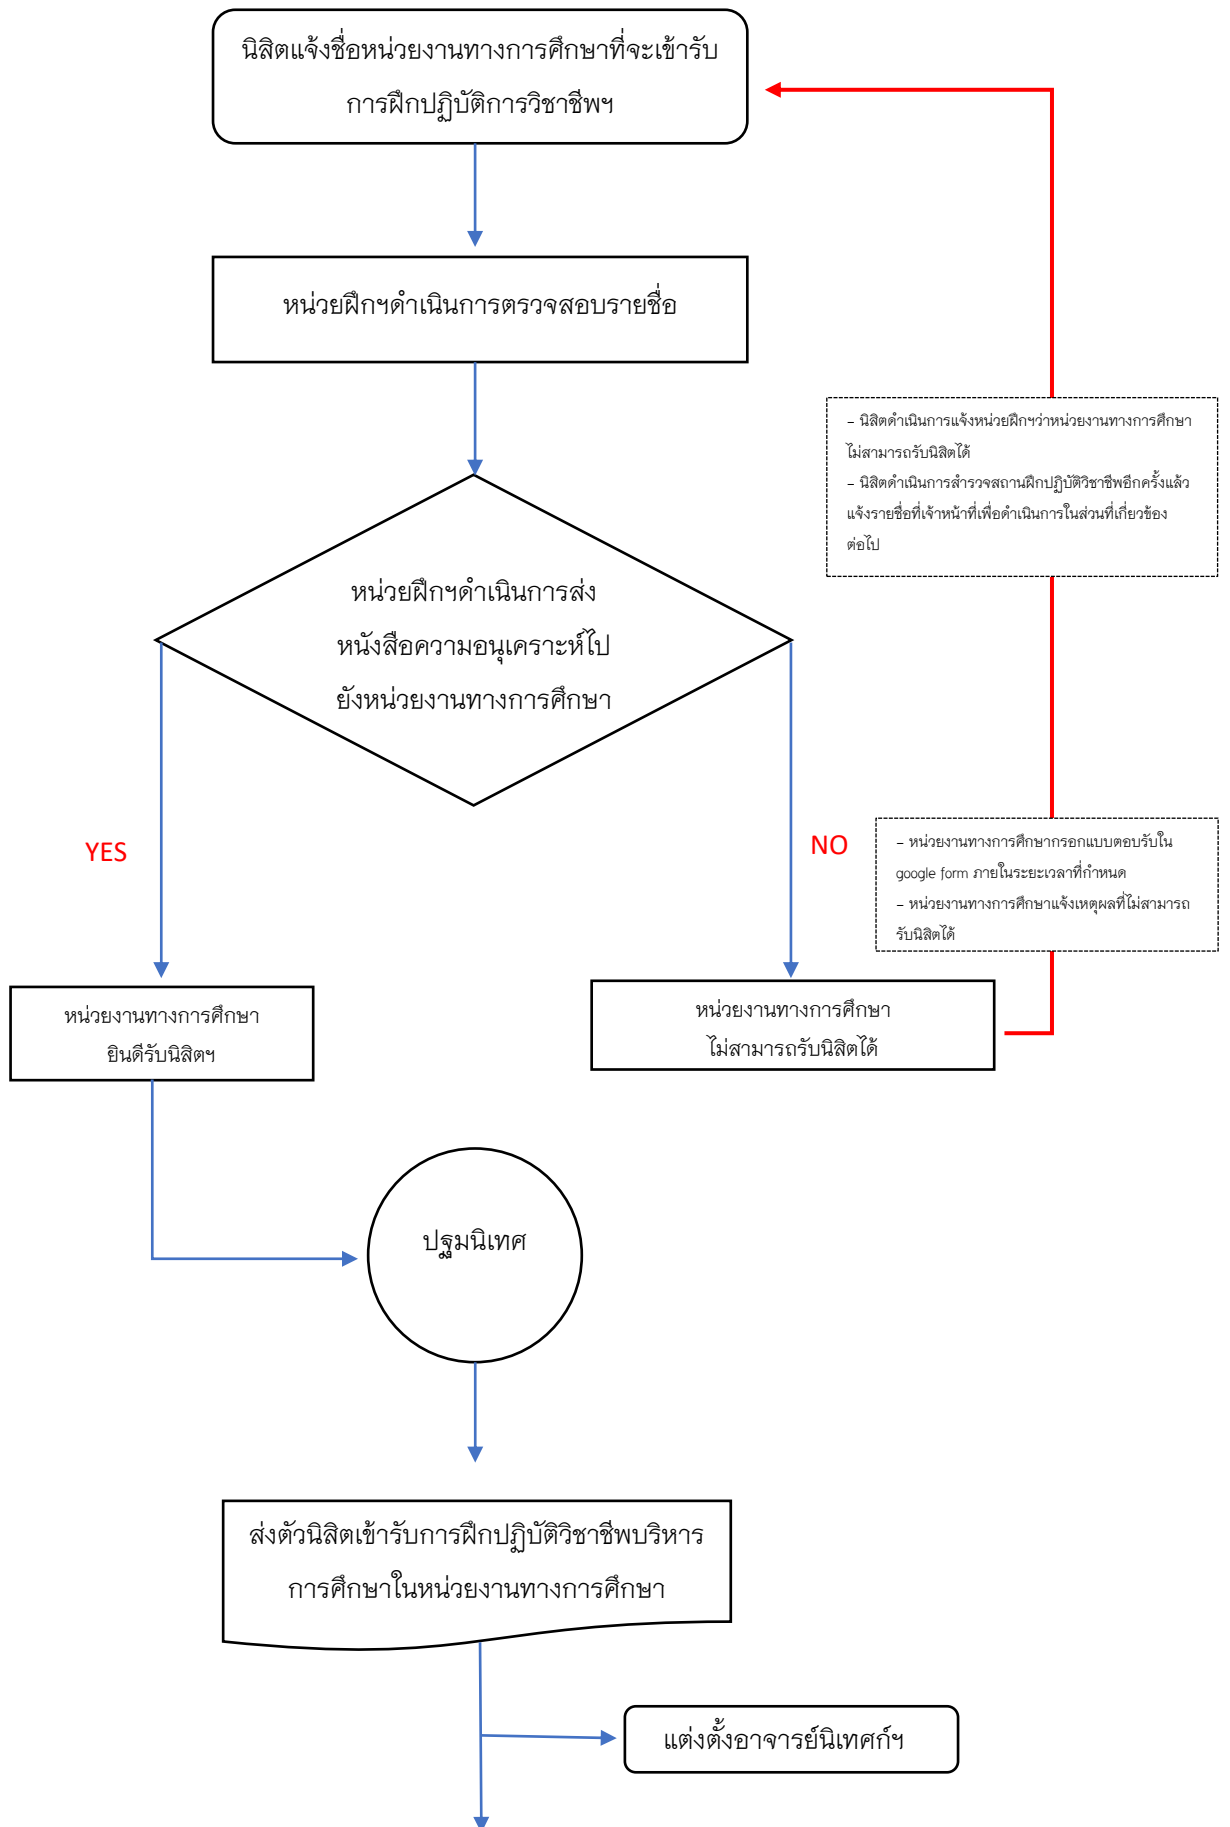 นิสิตแจ้งชื่อหน่วยงานทางการศึกษาที่จะเข้ารับ
การฝึกปฏิบัติการวิชาชีพฯ
หน่วยฝึกฯดำเนินการตรวจสอบรายชื่อ
– นิสิตดำเนินการแจ้งหน่วยฝึกฯว่าหน่วยงานทางการศึกษา
ไม่สามารถรับนิสิตได้
– นิสิตดำเนินการสำรวจสถานฝึกปฏิบัติวิชาชีพอีกครั้งแล้ว
แจ้งรายชื่อที่เจ้าหน้าที่เพื่อดำเนินการในส่วนที่เกี่ยวข้อง
ต่อไป
หน่วยฝึกฯดำเนินการส่ง
หนังสือความอนุเคราะห์ไป
ยังหน่วยงานทางการศึกษา
YES
NO
– หน่วยงานทางการศึกษากรอกแบบตอบรับใน
google form ภายในระยะเวลาที่กำหนด
– หน่วยงานทางการศึกษาแจ้งเหตุผลที่ไม่สามารถ
รับนิสิตได้
หน่วยงานทางการศึกษา
ยินดีรับนิสิตฯ
หน่วยงานทางการศึกษา
ไม่สามารถรับนิสิตได้
ปฐมนิเทศ
ส่งตัวนิสิตเข้ารับการฝึกปฏิบัติวิชาชีพบริหาร
การศึกษาในหน่วยงานทางการศึกษา
แต่งตั้งอาจารย์นิเทศก์ฯ